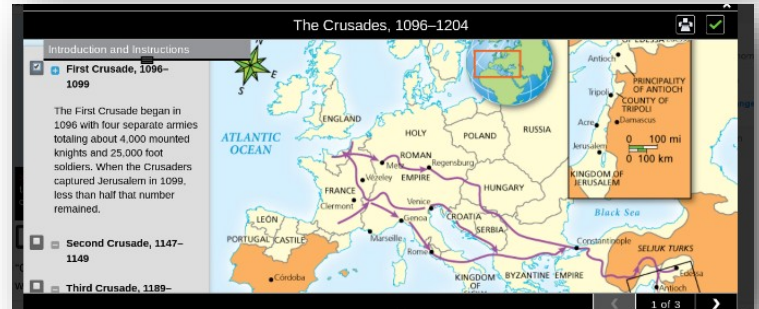 The Crusades, 1096–1204
Introduction and Instructions
First Crusade, 1096–
1099
The First Crusade began in
1096 with four separate armies
totaling about 4,000 mounted
knights and 25,000 foot
soldiers. When the Crusaders
captured Jerusalem in 1099,
less than half that number
remained.
Second Crusade, 1147–
1149
Third Crusade, 1189–
E
S
ATLANTIC
OCEAN
ENGLAND
HOLY
ROMAN
EMPIRE
POLAND
RUSSIA
Metz
Regensburg
Vézeley
FRANCE
Clermont
HUNGARY
Venice
Genoa
CROATIA
SERBIA
LEÓN
PORTUGAL
CASTILE
Marseille
Rome
Córdoba
KINGDOM
OF
BYZANTINE EMPIRE
Constantinople
Black Sea
SELJUK TURKS
Edessa
Antioch
Antioch
PRINCIPALITY
OF ANTIOCH
Tripoli
COUNTY OF
TRIPOLI
Acre
Damascus
Jerusalem
0 100 mi
0 100 km
KINGDOM OF
JERUSALEM
1 of 3